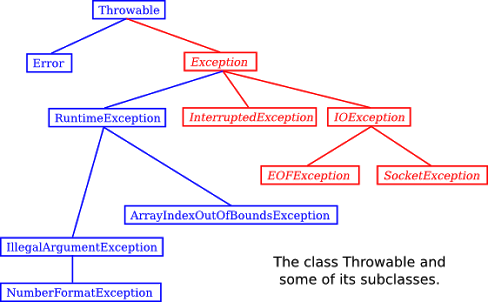 Throwable
Error
Exception
RuntimeException
InterruptedException
IOException
EOFException
SocketException
ArrayIndexOutOfBoundsException
IllegalArgumentException
NumberFormatException
The class Throwable and
some of its subclasses.